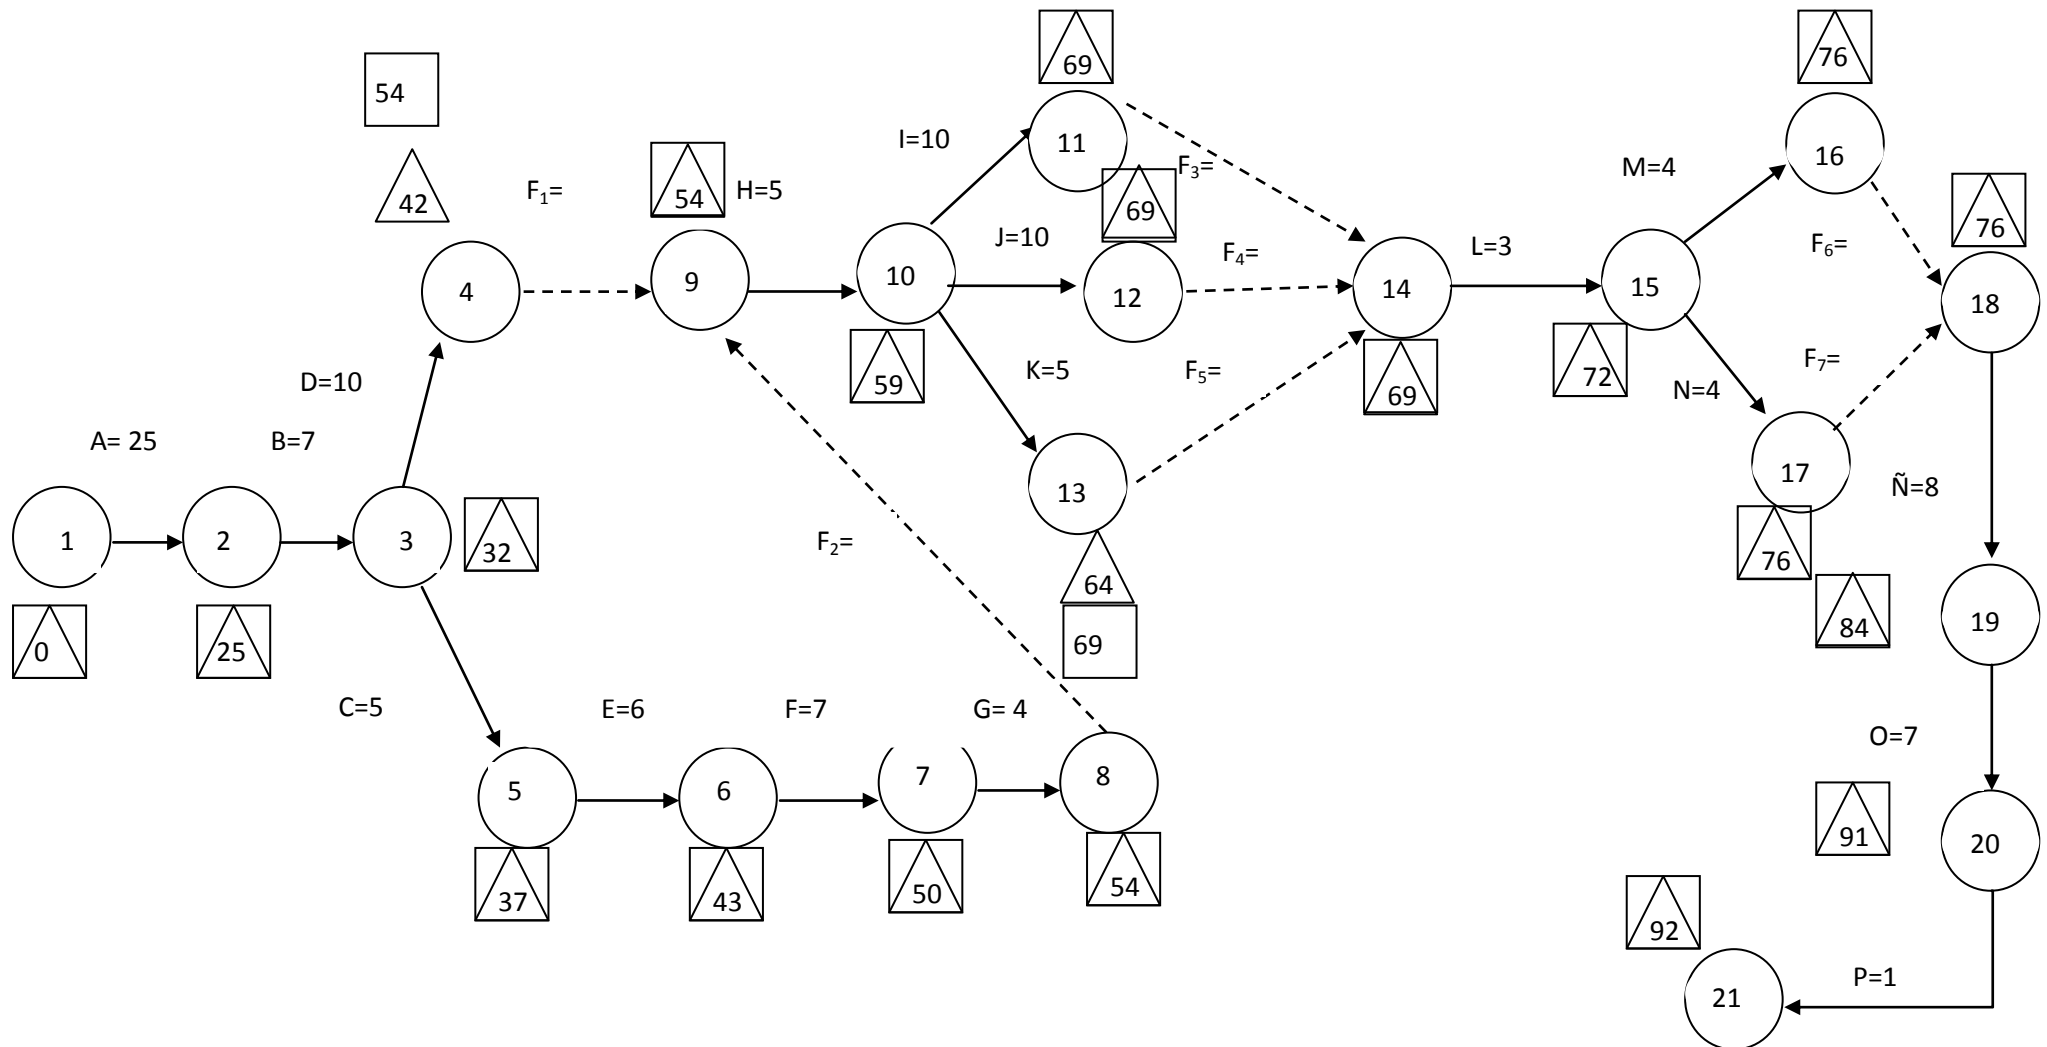 69
76
54
I=10
11
16
M=4
F₃=
42
F₁=
54
H=5
69
76
J=10
L=3
F₆=
F₄=
4
9
10
12
14
15
18
K=5
F₅=
F₇=
D=10
59
69
72
N=4
A= 25
B=7
13
17
Ñ=8
1
2
3
32
F₂=
76
64
0
25
69
84
19
C=5
E=6
F=7
G= 4
O=7
5
6
7
8
91
20
37
43
50
54
92
21
P=1